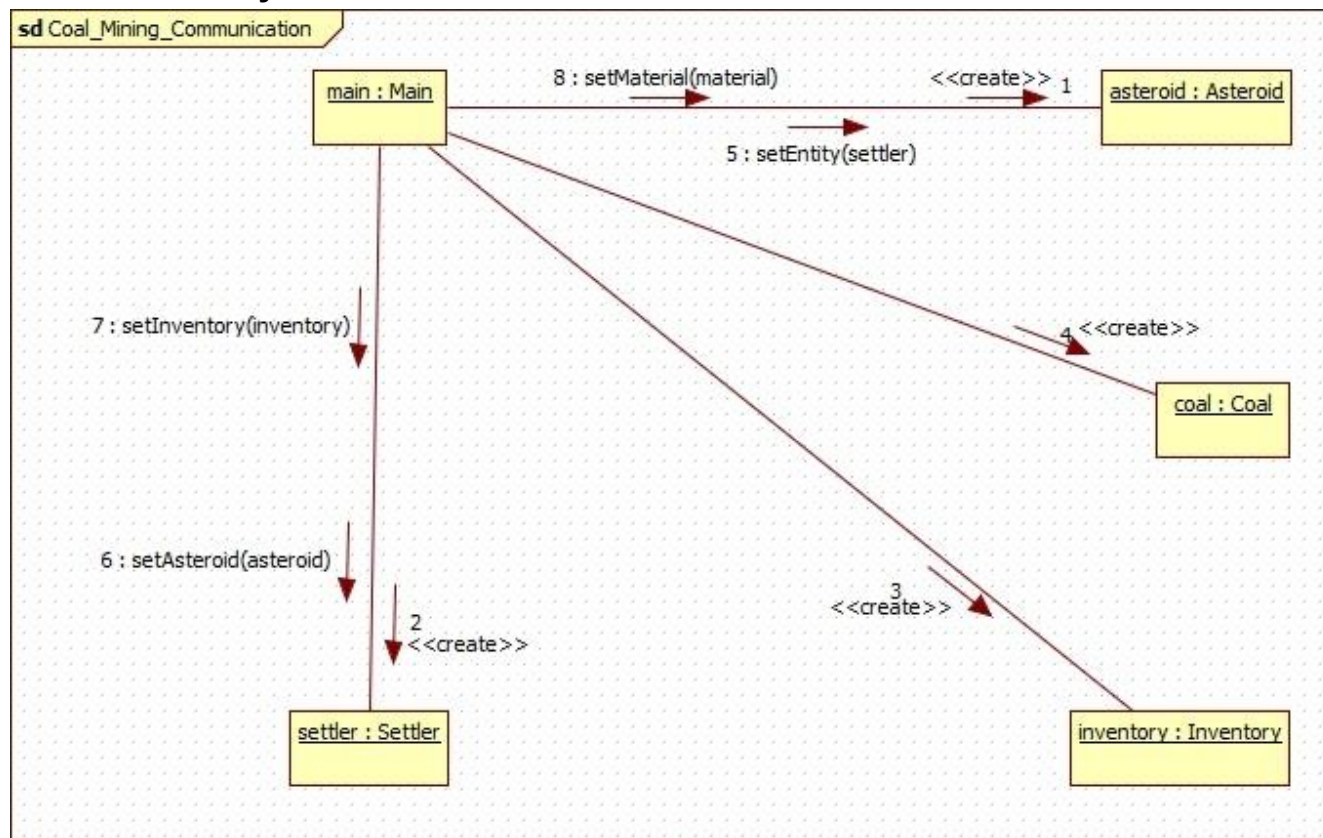 sd Coal_Mining_Communication
main : Main
8 : setMaterial(material)
<<create>>
1
asteroid : Asteroid
5 : setEntity(settler)
7 : setInventory(inventory)
4
<<create>>
coal : Coal
6 : setAsteroid(asteroid)
3
<<create>>
2
<<create>>
settler : Settler
inventory : Inventory